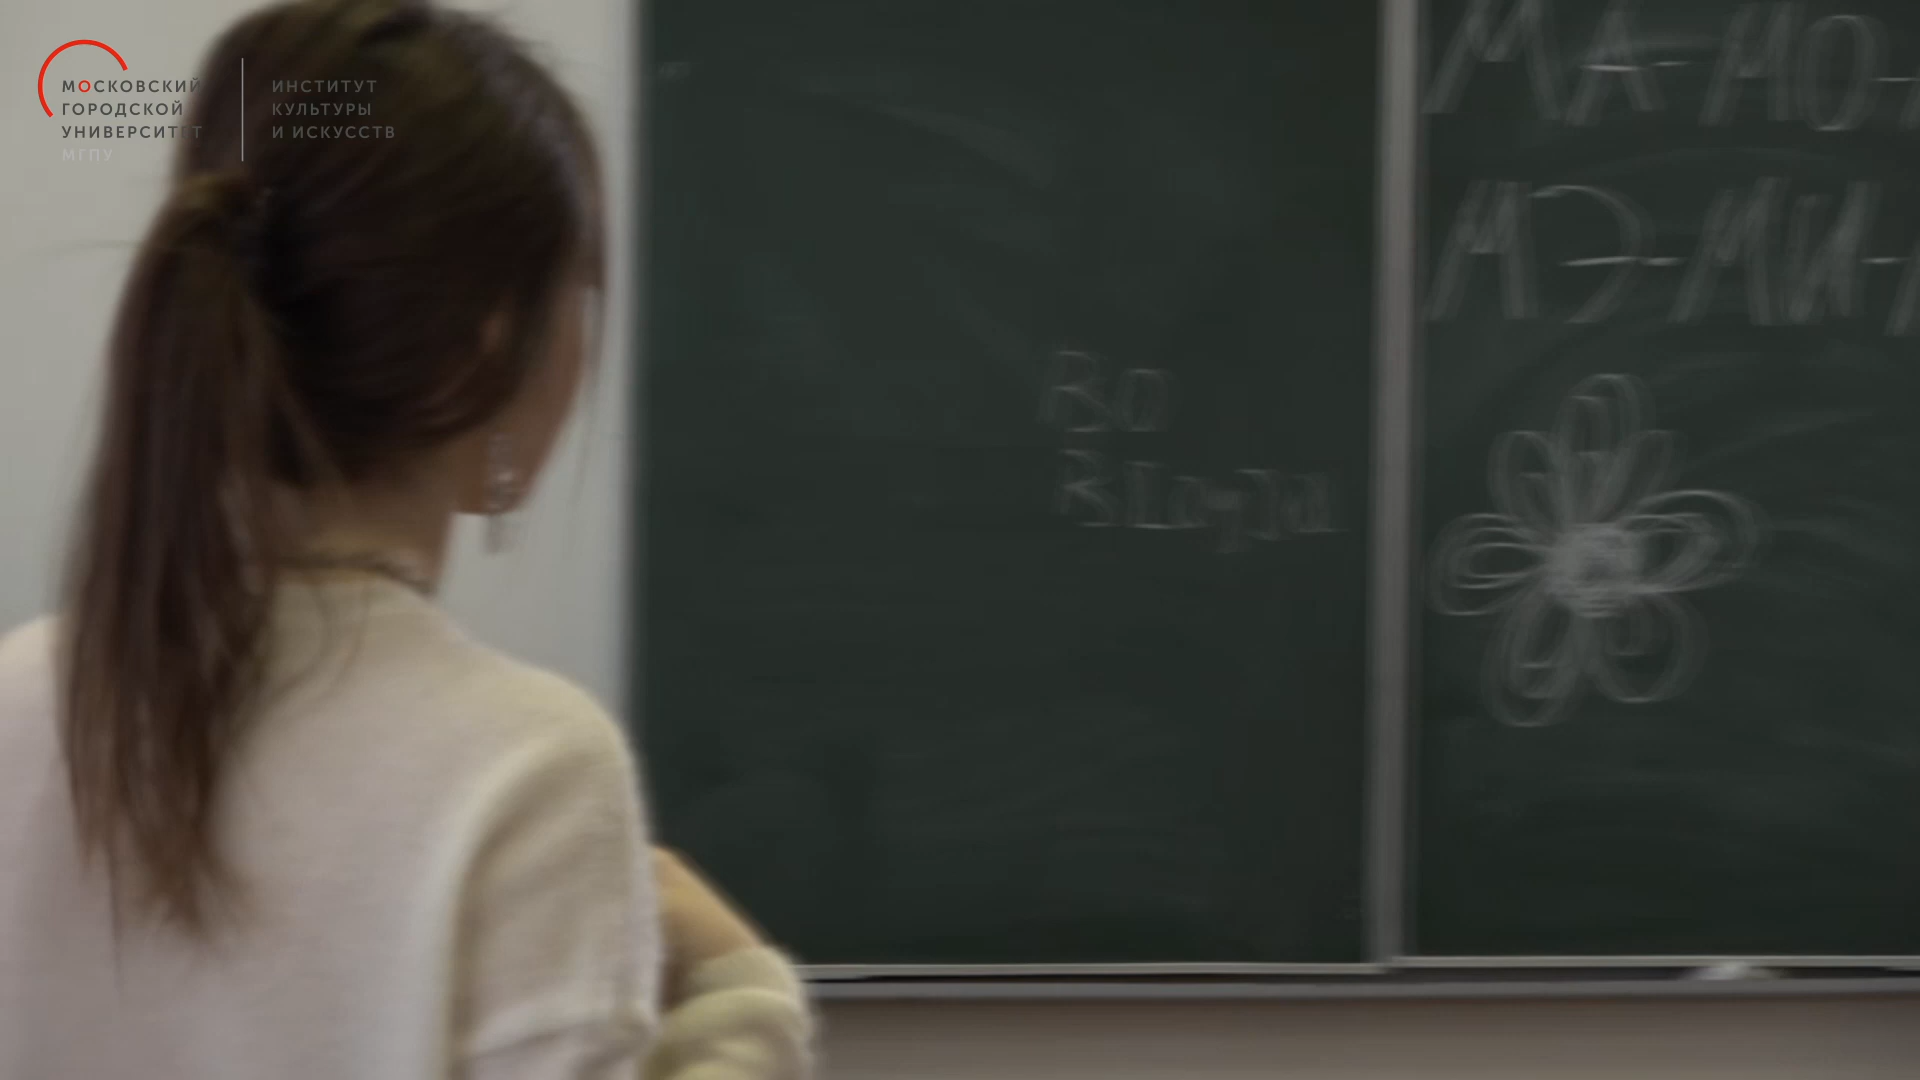 МОСКОВСКИЙ
ГОРОДСКОЙ
УНИВЕРСИТЕТ
МГПУ
ИНСТИТУТ
КУЛЬТУРЫ
И ИСКУССТВ
МА-МО-
МЭ-МИ-